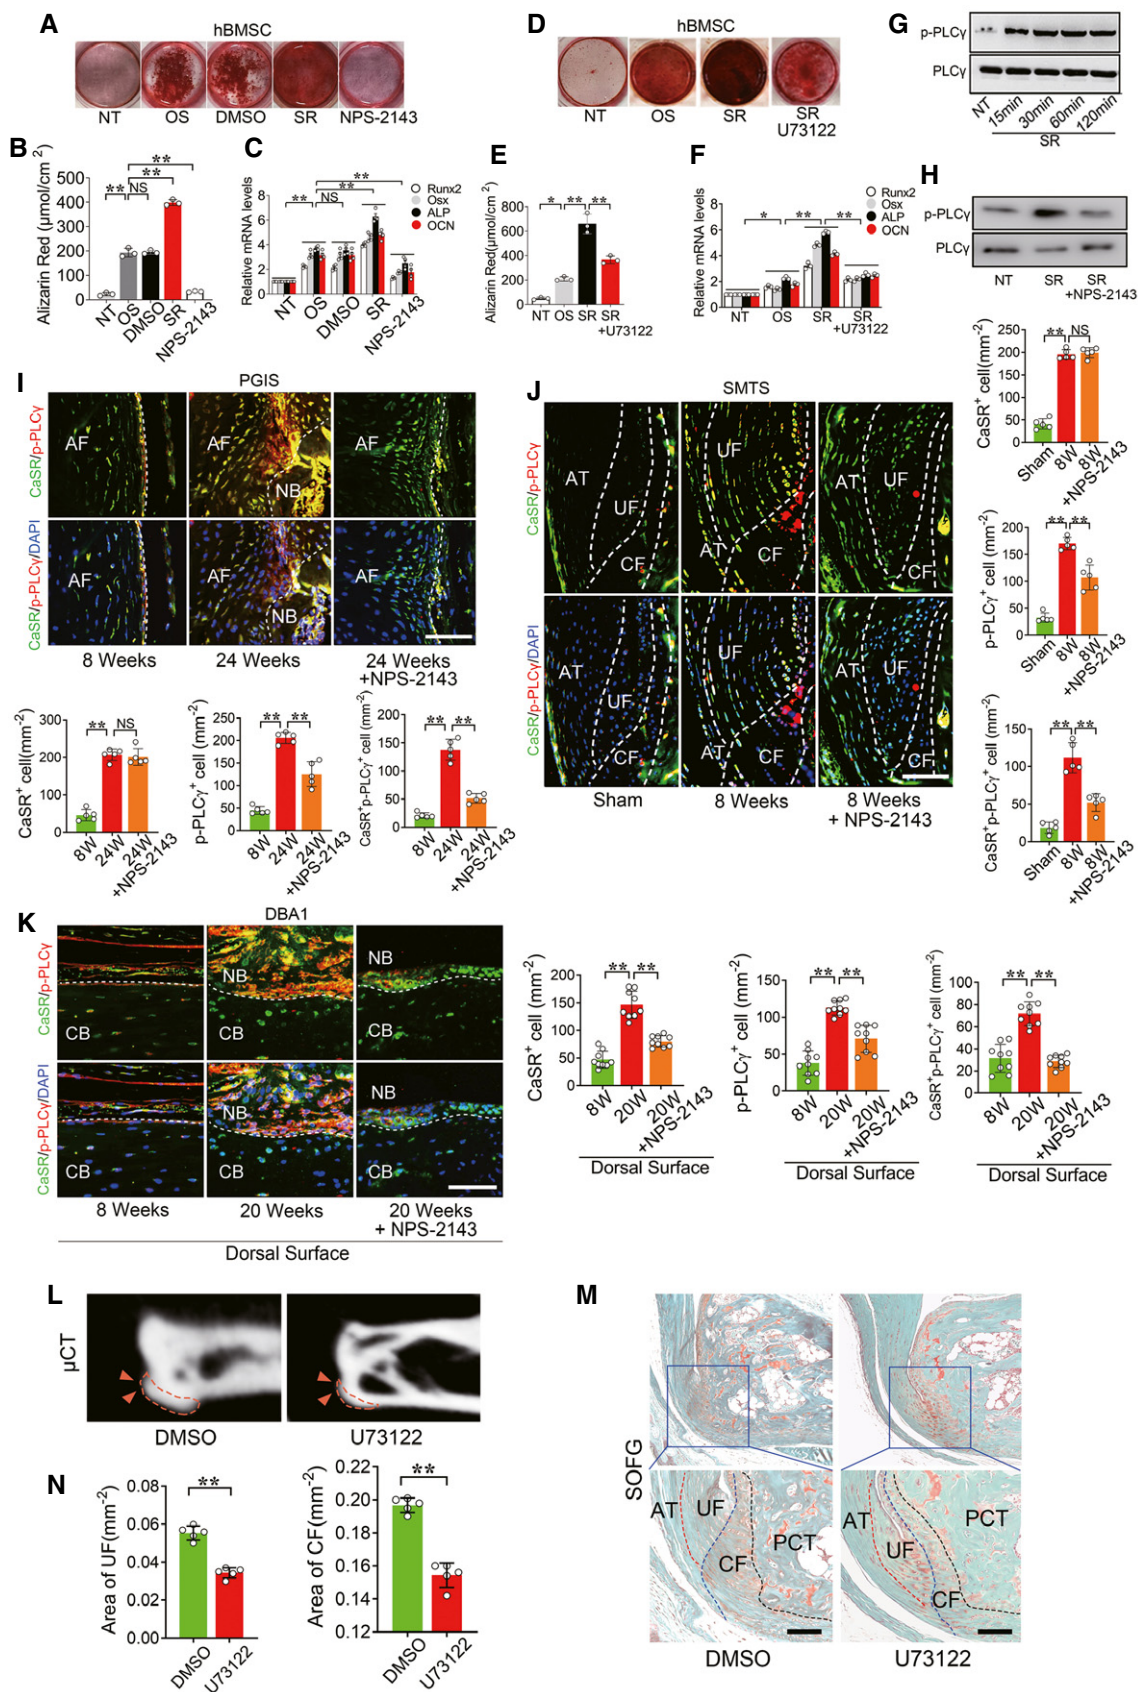 A
hBMSC
NT OS DMSO SR NPS-2143
B
Alizarin Red (μmol/cm²)
500
400
300
200
100
0
** NS ** **
NT OS DMSO SR NPS-2143
C
Relative mRNA levels
8
6
4
2
0
** NS ** **
Runx2
Osx
ALP
OCN
NT OS DMSO SR NPS-2143
D
hBMSC
NT OS SR SR
U73122
E
Alizarin Red(μmol/cm²)
800
600
400
200
0
* ** **
NT OS SR SR
+U73122
F
Relative mRNA levels
8
6
4
2
0
* ** **
Runx2
Osx
ALP
OCN
NT OS SR SR
+U73122
G
p-PLCγ
PLCγ
NT 15min 30min 60min 120min
SR
H
p-PLCγ
PLCγ
NT SR SR
+NPS-2143
I
PGIS
CaSR/p-PLCγ
CaSR/p-PLCγ/DAPI
AF AF NB AF
AF AF NB AF
8 Weeks 24 Weeks 24 Weeks
+NPS-2143
CaSR⁺ cell(mm⁻²)
300
200
100
0
** NS
8W 24W 24W
+NPS-2143
p-PLCγ⁺ cell (mm⁻²)
250
200
150
100
50
0
** **
8W 24W 24W
+NPS-2143
CaSR⁺p-PLCγ⁺ cell (mm⁻²)
200
150
100
50
0
** **
8W 24W 24W
+NPS-2143
J
SMTS
CaSR/p-PLCγ
CaSR/p-PLCγ/DAPI
AT UF CF
UF AT CF
AT UF CF
AT UF CF
UF AT CF
AT UF CF
Sham 8 Weeks 8 Weeks
+ NPS-2143
CaSR⁺ cell(mm⁻²)
250
200
150
100
50
0
** NS
Sham 8W 8W
+NPS-2143
p-PLCγ⁺ cell (mm⁻²)
200
150
100
50
0
** **
Sham 8W 8W
+NPS-2143
CaSR⁺p-PLCγ⁺ cell (mm⁻²)
150
100
50
0
** **
Sham 8W 8W
+NPS-2143
K
DBA1
CaSR/p-PLCγ
CaSR/p-PLCγ/DAPI
CB NB CB NB CB
CB NB CB NB CB
8 Weeks 20 Weeks 20 Weeks
+ NPS-2143
Dorsal Surface
CaSR⁺ cell (mm⁻²)
200
150
100
50
0
** **
8W 20W 20W
+NPS-2143
Dorsal Surface
p-PLCγ⁺ cell (mm⁻²)
150
100
50
0
** **
8W 20W 20W
+NPS-2143
Dorsal Surface
CaSR⁺p-PLCγ⁺ cell (mm⁻²)
100
80
60
40
20
0
** **
8W 20W 20W
+NPS-2143
Dorsal Surface
L
μCT
DMSO U73122
M
SOFG
AT UF CF PCT
AT UF CF PCT
DMSO U73122
N
Area of UF(mm⁻²)
0.08
0.06
0.04
0.02
0.00
**
DMSO U73122
Area of CF(mm⁻²)
0.22
0.20
0.18
0.16
0.14
0.12
**
DMSO U73122